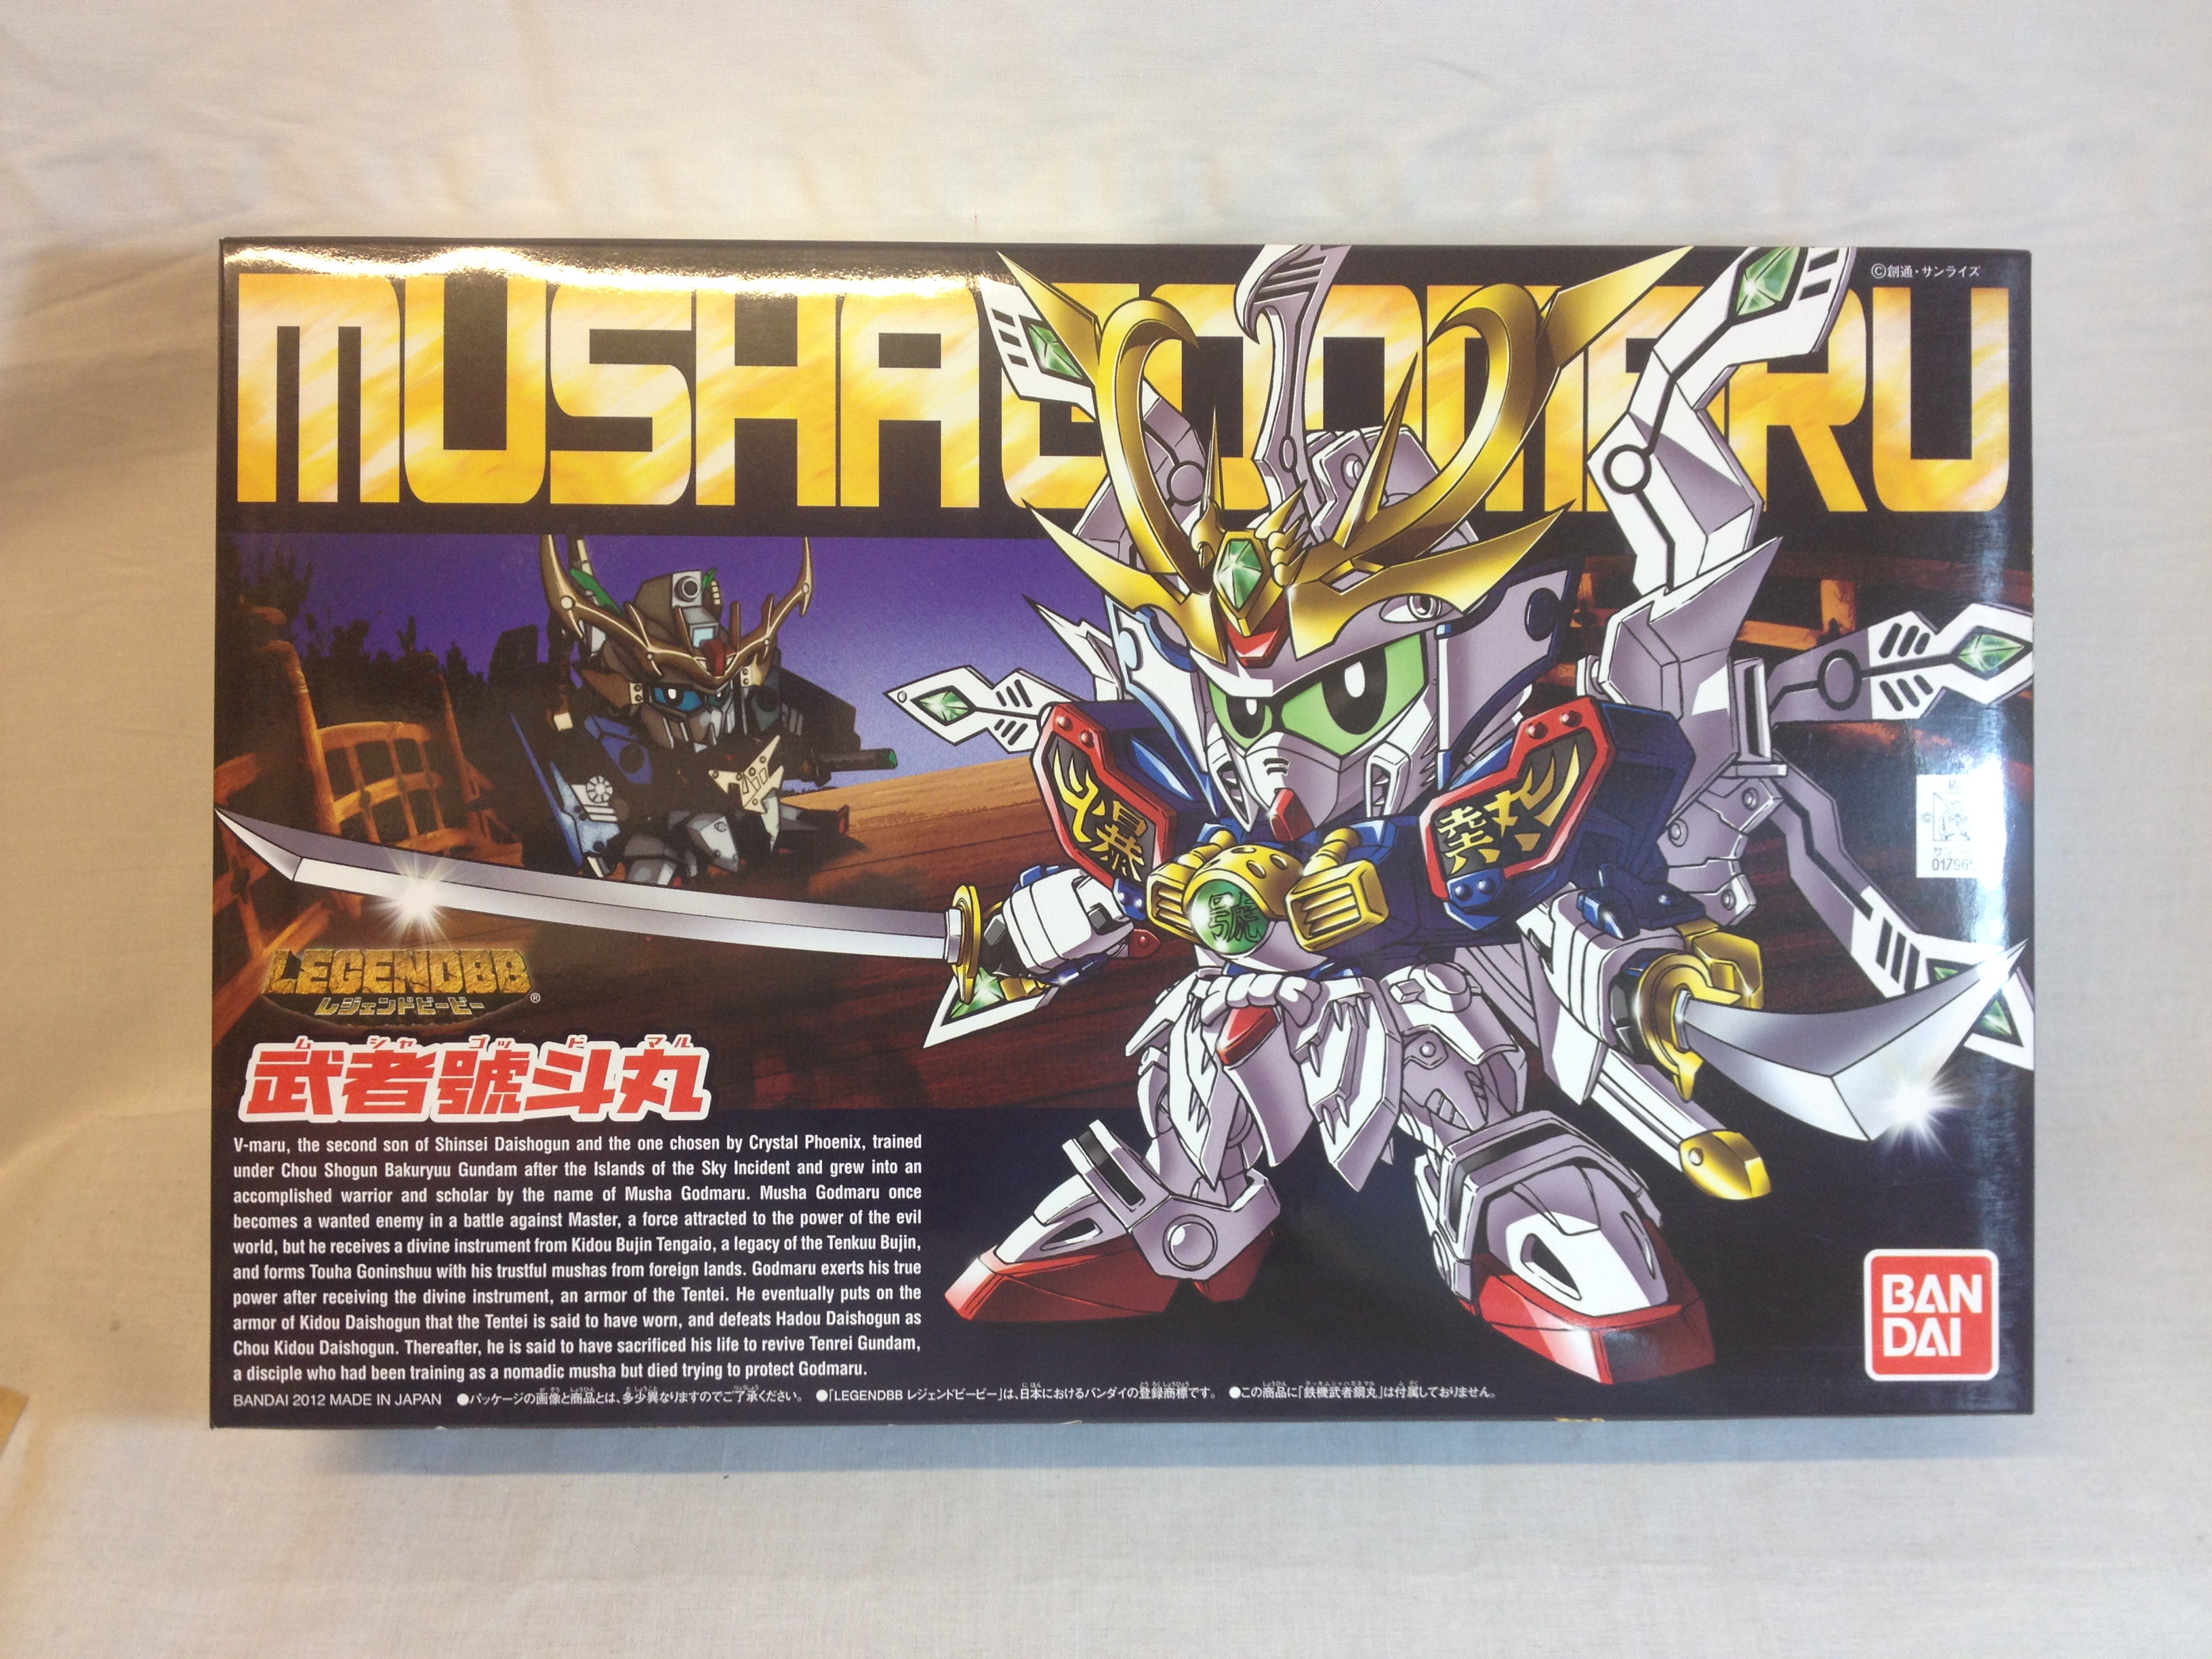 ©創通・サンライズ
MUSHA GODMARU
爆
丸
號
サンライズ
LEGENDBB®
レジェンドビービー
ムシャゴッドマル
武者號斗丸
V-maru, the second son of Shinsei Daishogun and the one chosen by Crystal Phoenix, trained
under Chou Shogun Bakuryuu Gundam after the Islands of the Sky Incident and grew into an
accomplished warrior and scholar by the name of Musha Godmaru. Musha Godmaru once
becomes a wanted enemy in a battle against Master, a force attracted to the power of the evil
world, but he receives a divine instrument from Kidou Bujin Tengaio, a legacy of the Tenkuu Bujin,
and forms Touha Goninshuu with his trustful mushas from foreign lands. Godmaru exerts his true
power after receiving the divine instrument, an armor of the Tentei. He eventually puts on the
armor of Kidou Daishogun that the Tentei is said to have worn, and defeats Hadou Daishogun as
Chou Kidou Daishogun. Thereafter, he is said to have sacrificed his life to revive Tenrei Gundam,
a disciple who had been training as a nomadic musha but died trying to protect Godmaru.
BAN
DAI
BANDAI 2012 MADE IN JAPAN ●パッケージの画像と商品とは、多少異なりますのでご了承ください。 ●「LEGENDBB レジェンドビービー」は、日本におけるバンダイの登録商標です。 ●この商品に「鉄機武者鋼丸」は付属しておりません。